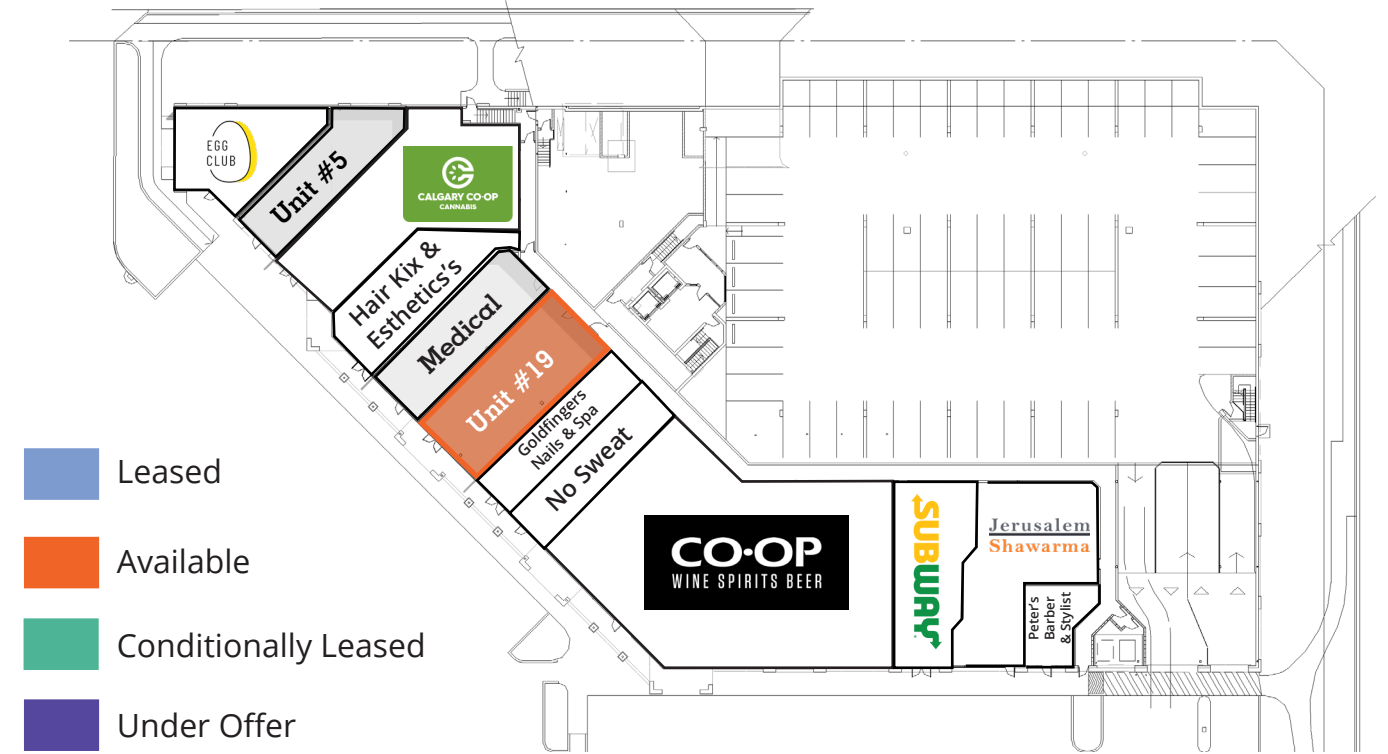 EGG
CLUB
Unit #5
CALGARY CO·OP
CANNABIS
Hair Kix &
Esthetics's
Medical
Unit #19
Goldfingers
Nails & Spa
No Sweat
CO·OP
WINE SPIRITS BEER
SUBWAY
Jerusalem
Shawarma
Peter's
Barber
& Stylist
Leased
Available
Conditionally Leased
Under Offer